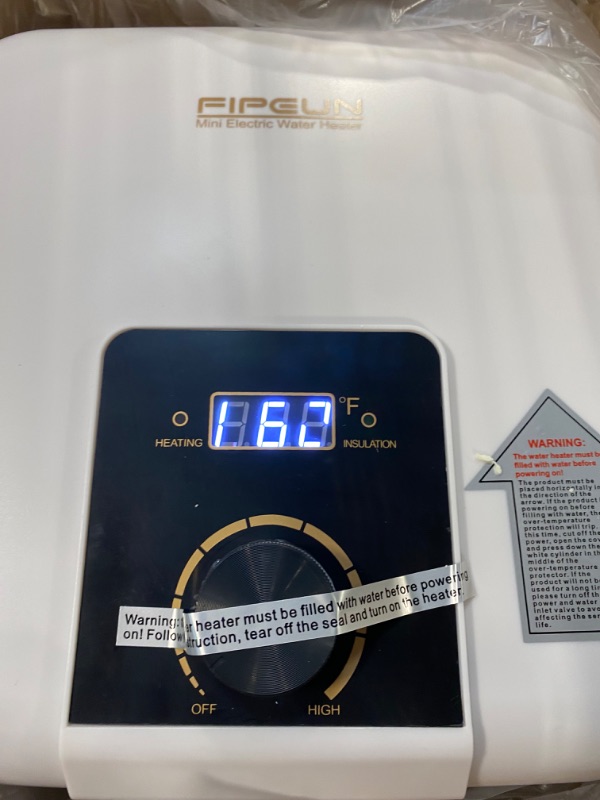 FIPEUN
Mini Electric Water Heater
162 °F
HEATING
INSULATION
WARNING:
The water heater must be
filled with water before
powering on!
The product must be
placed horizontally in
the direction of the
arrow. If the product
powering on before
filling with water, the
over-temperature
protection will trip.
this time, cut off the
power, open the cov
and press down the
white cylinder in th
middle of the
over-temperature
protector. If the
product will not be
used for a long tim
please turn off th
power and water
inlet valve to avo
affecting the ser
life.
Warning: heater must be filled with water before powering
on! Follow struction, tear off the seal and turn on the heater.
OFF
HIGH